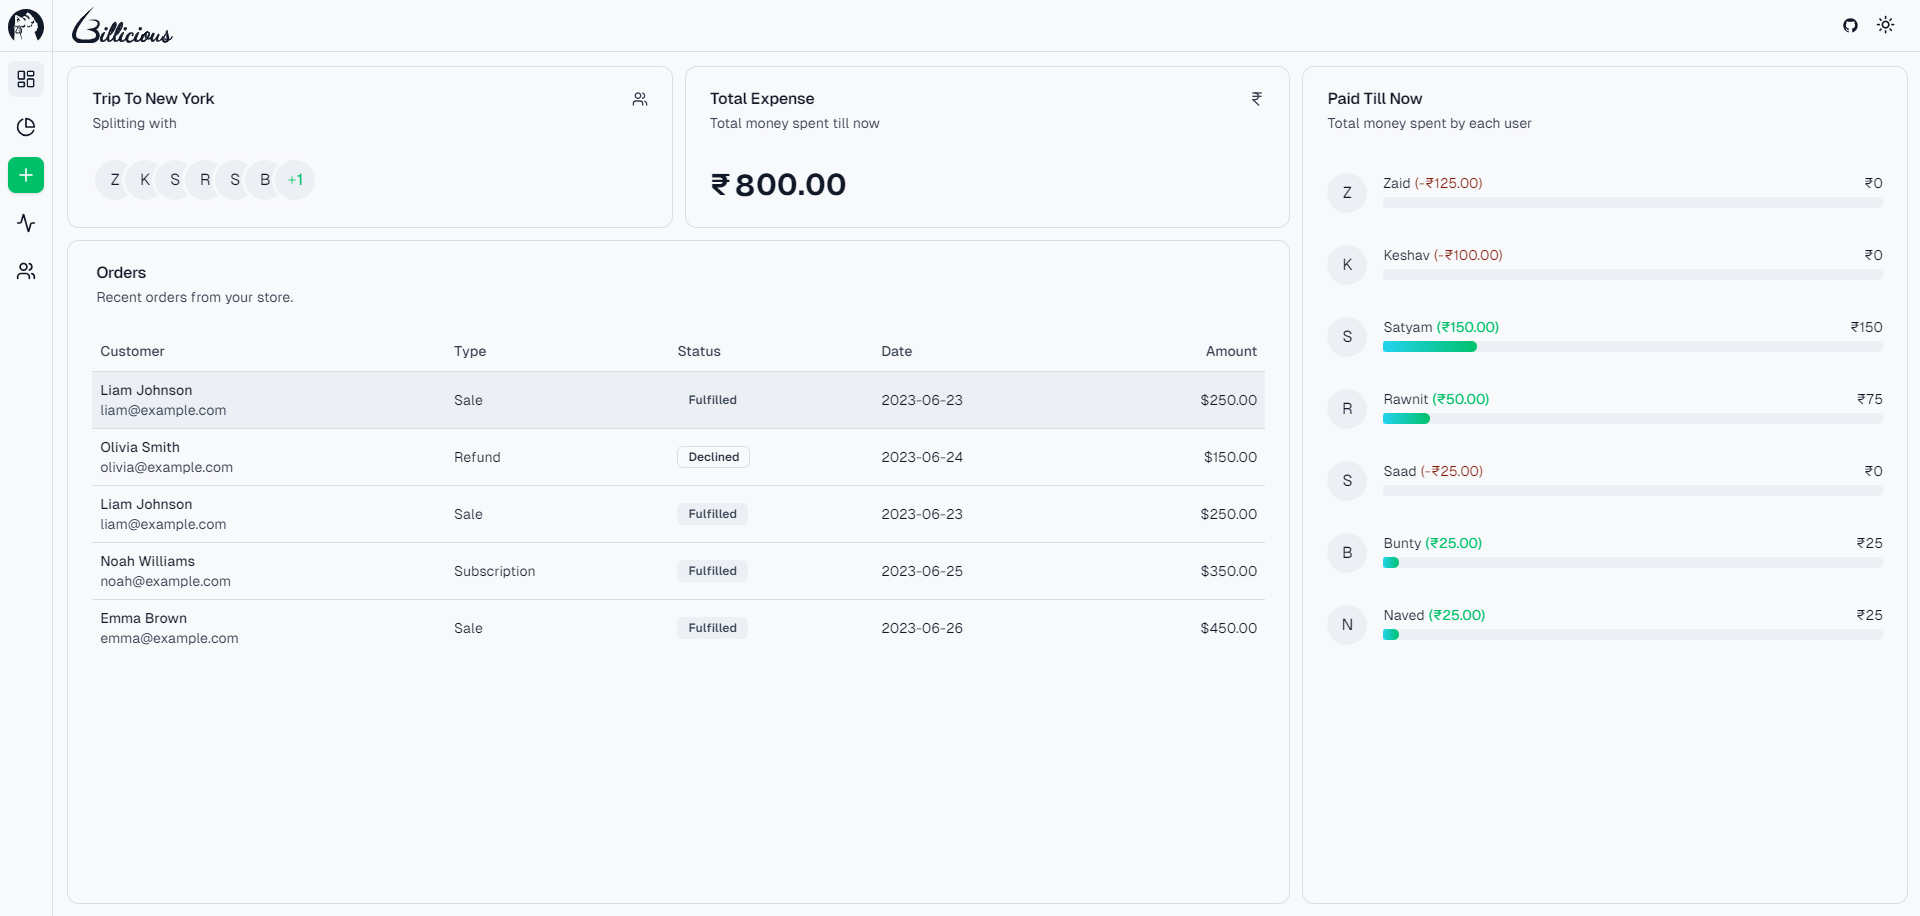 Billicious
Trip To New York
Splitting with
Z K S R S B +1
Total Expense
Total money spent till now
₹ 800.00
Orders
Recent orders from your store.
Customer Type Status Date Amount
Liam Johnson
liam@example.com
Sale Fulfilled 2023-06-23 $250.00
Olivia Smith
olivia@example.com
Refund Declined 2023-06-24 $150.00
Liam Johnson
liam@example.com
Sale Fulfilled 2023-06-23 $250.00
Noah Williams
noah@example.com
Subscription Fulfilled 2023-06-25 $350.00
Emma Brown
emma@example.com
Sale Fulfilled 2023-06-26 $450.00
Paid Till Now
Total money spent by each user
Z Zaid (-₹125.00) ₹0
K Keshav (-₹100.00) ₹0
S Satyam (₹150.00) ₹150
R Rawnit (₹50.00) ₹75
S Saad (-₹25.00) ₹0
B Bunty (₹25.00) ₹25
N Naved (₹25.00) ₹25